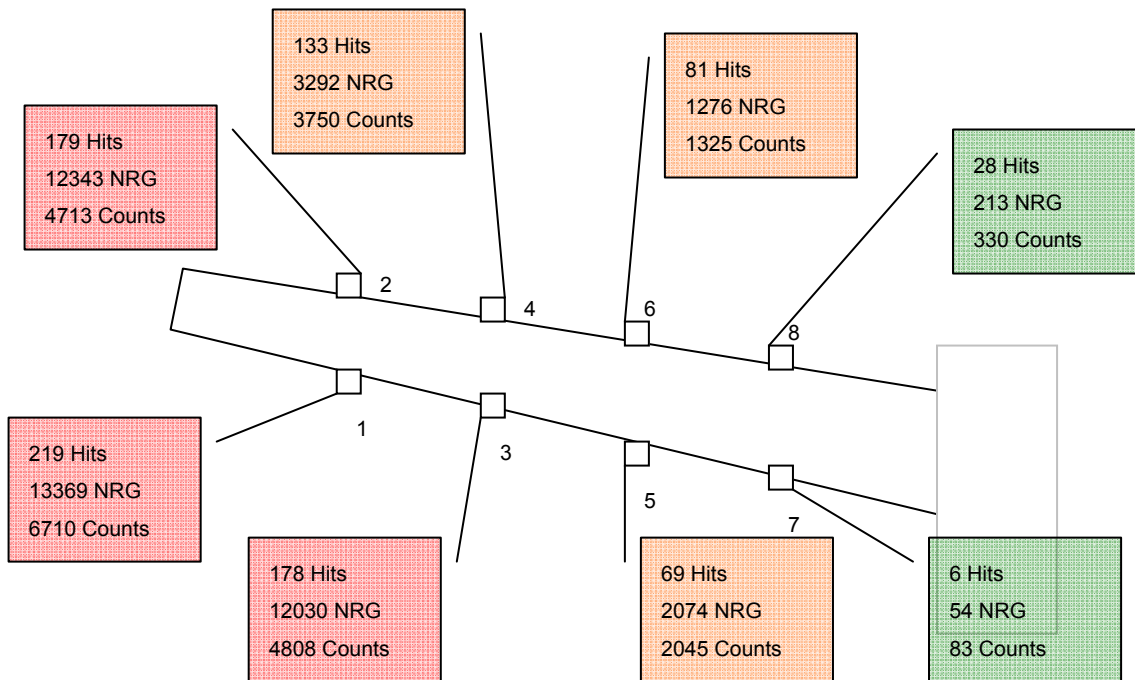 133 Hits
3292 NRG
3750 Counts
81 Hits
1276 NRG
1325 Counts
179 Hits
12343 NRG
4713 Counts
28 Hits
213 NRG
330 Counts
2
4
6
8
1
3
5
7
219 Hits
13369 NRG
6710 Counts
178 Hits
12030 NRG
4808 Counts
69 Hits
2074 NRG
2045 Counts
6 Hits
54 NRG
83 Counts